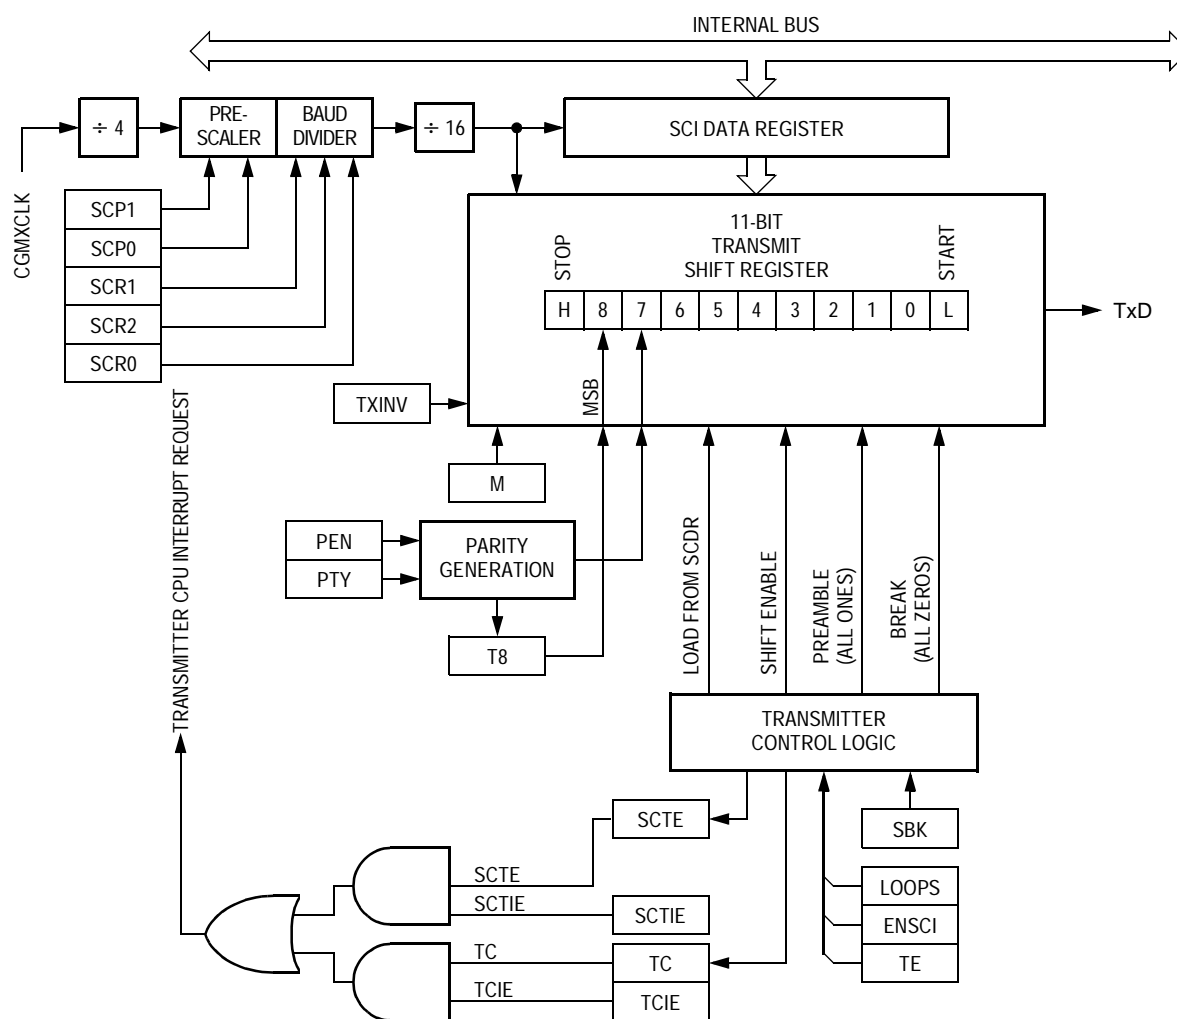 INTERNAL BUS
÷ 4
PRE-
SCALER
BAUD
DIVIDER
÷ 16
SCI DATA REGISTER
CGMXCLK
SCP1
SCP0
SCR1
SCR2
SCR0
11-BIT
TRANSMIT
SHIFT REGISTER
STOP
START
H 8 7 6 5 4 3 2 1 0 L
TxD
TXINV
MSB
M
PEN
PTY
PARITY
GENERATION
T8
LOAD FROM SCDR
SHIFT ENABLE
PREAMBLE
(ALL ONES)
BREAK
(ALL ZEROS)
TRANSMITTER CPU INTERRUPT REQUEST
TRANSMITTER
CONTROL LOGIC
SCTE
SBK
SCTE
SCTIE
SCTIE
LOOPS
ENSCI
TE
TC
TC
TCIE
TCIE